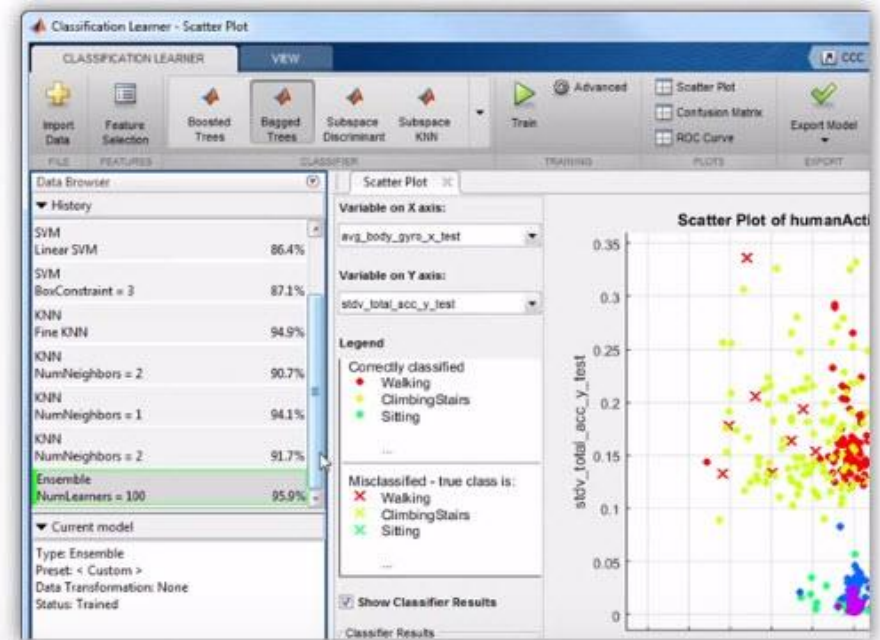 Classification Learner - Scatter Plot
CLASSIFICATION LEARNER VIEW CCC
Import Data
Feature Selection
Boosted Trees
Bagged Trees
Subspace Discriminant
Subspace KNN
Train
Advanced
Scatter Plot
Confusion Matrix
ROC Curve
Export Model
FILE FEATURES CLASSIFIER TRAINING PLOTS EXPORT
Data Browser
History
SVM
Linear SVM 86.4%
SVM
BoxConstraint = 3 87.1%
KNN
Fine KNN 94.9%
KNN
NumNeighbors = 2 90.7%
KNN
NumNeighbors = 1 94.1%
KNN
NumNeighbors = 2 91.7%
Ensemble
NumLearners = 100 95.9%
Current model
Type: Ensemble
Preset: < Custom >
Data Transformation: None
Status: Trained
Scatter Plot
Variable on X axis:
avg_body_gyro_x_test
Variable on Y axis:
stdv_total_acc_y_test
Legend
Correctly classified
Walking
ClimbingStairs
Sitting
...
Misclassified - true class is:
Walking
ClimbingStairs
Sitting
...
Show Classifier Results
Classifier Results
Scatter Plot of humanActi
stdv_total_acc_y_test
0.35
0.3
0.25
0.2
0.15
0.1
0.05
0